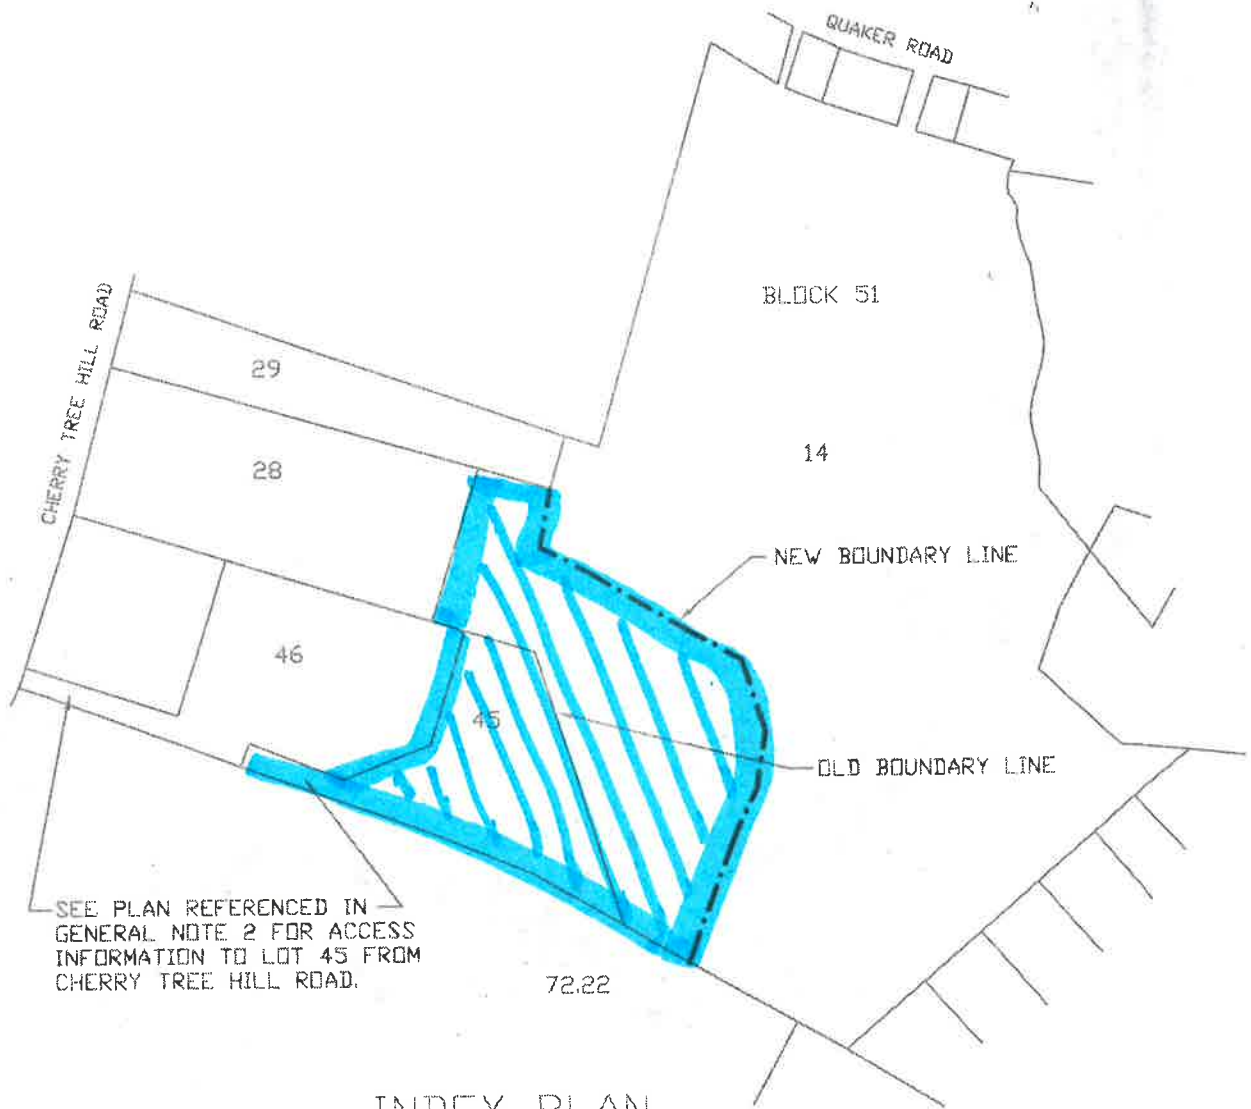 QUAKER ROAD
BLOCK 51
CHERRY TREE HILL ROAD
29
14
28
NEW BOUNDARY LINE
46
45
OLD BOUNDARY LINE
SEE PLAN REFERENCED IN
GENERAL NOTE 2 FOR ACCESS
INFORMATION TO LOT 45 FROM
CHERRY TREE HILL ROAD.
72.22
INDEX PLAN